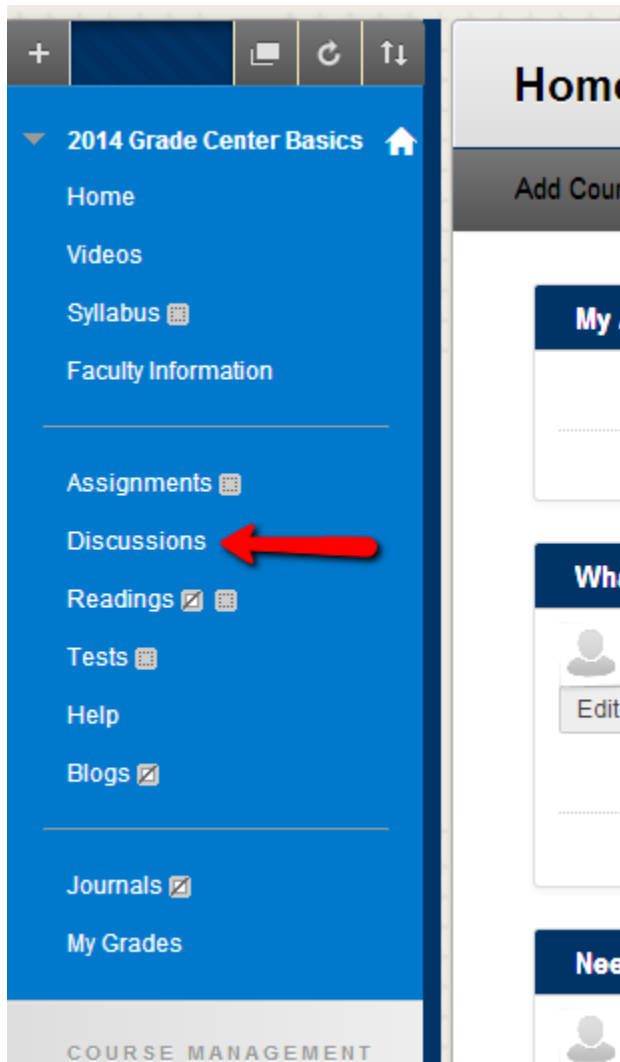 2014 Grade Center Basics
Home
Videos
Syllabus
Faculty Information
Assignments
Discussions
Readings
Tests
Help
Blogs
Journals
My Grades
COURSE MANAGEMENT
Home
Add Cour
My
Wha
Edit
Nee